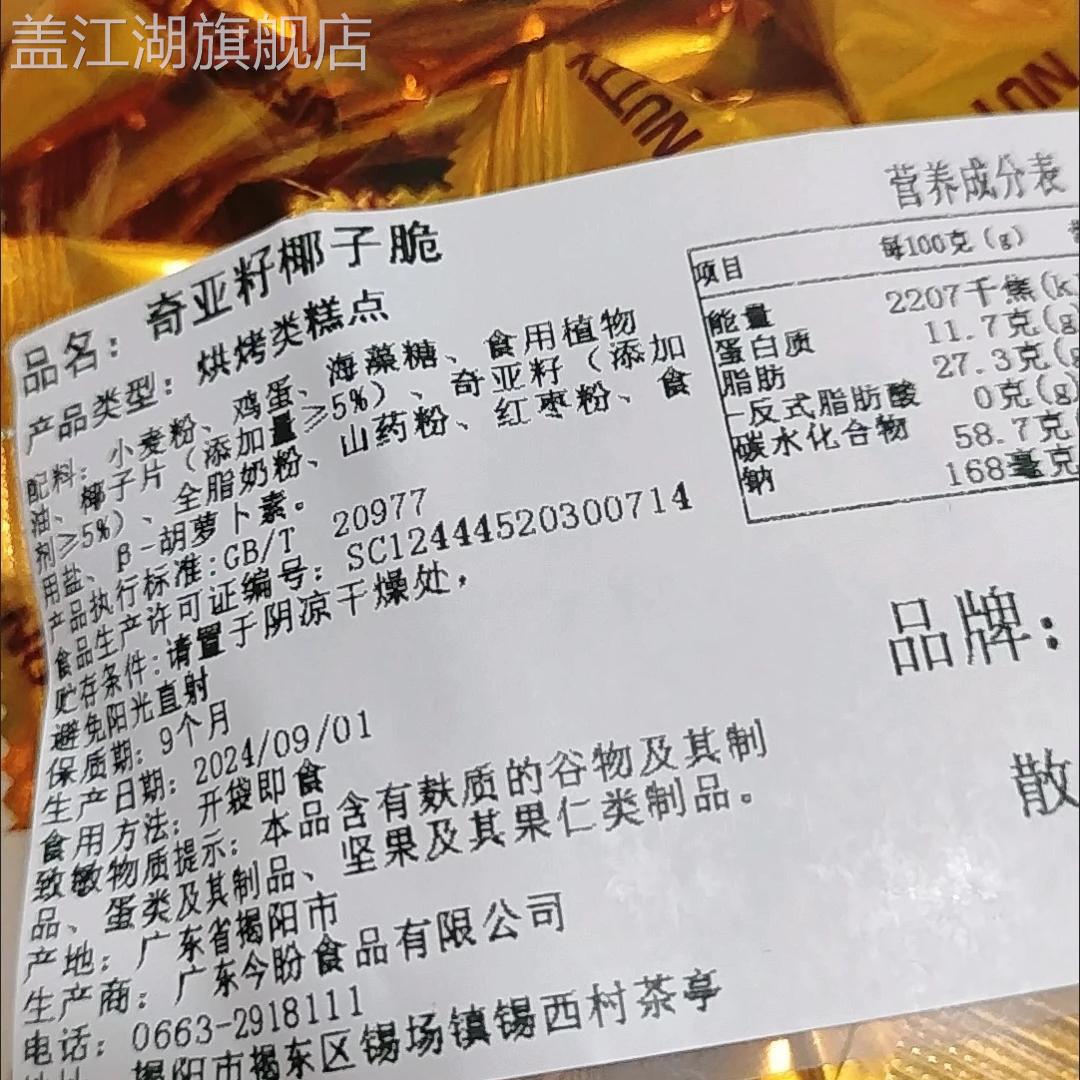 盖江湖旗舰店
NUTTY
品名：奇亚籽椰子脆
产品类型：烘烤类糕点
配料：小麦粉、鸡蛋、海藻糖、食用植物
油、椰子片（添加量≥5%）、奇亚籽（添加
剂≥5%）、全脂奶粉、山药粉、红枣粉、食
用盐、β-胡萝卜素。
产品执行标准:GB/T 20977
食品生产许可证编号：SC12444520300714
贮存条件:请置于阴凉干燥处，
避免阳光直射
保质期：9个月
生产日期：2024/09/01
食用方法：开袋即食
致敏物质提示：本品含有麸质的谷物及其制
品、蛋类及其制品、坚果及其果仁类制品。
产地：广东省揭阳市
生产商：广东今盼食品有限公司
电话：0663-2918111
揭阳市揭东区锡场镇锡西村茶亭
营养成分表
项目 每100克（g）
能量 2207千焦(k
蛋白质 11.7克(g
脂肪 27.3克(g
-反式脂肪酸 0克(g)
碳水化合物 58.7克
钠 168毫克
品牌：
散